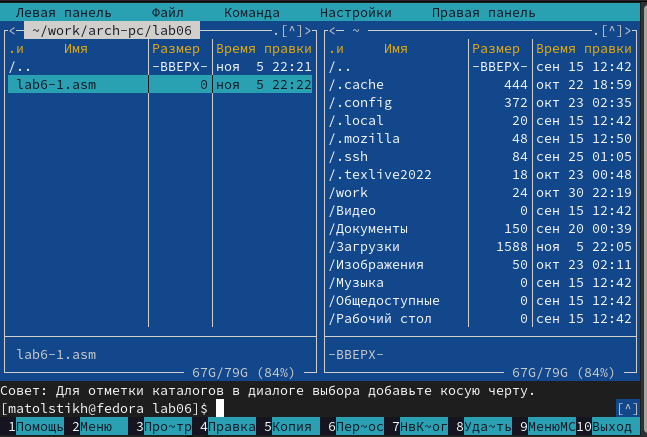 Левая панель Файл Команда Настройки Правая панель
<─ ~/work/arch-pc/lab06 ─.[^]> <─ ~ ─.[^]>
.и Имя Размер Время правки .и Имя Размер Время правки
/.. -ВВЕРХ- ноя 5 22:21 /.. -ВВЕРХ- сен 15 12:42
lab6-1.asm 0 ноя 5 22:22 /.cache 444 окт 22 18:59
/.config 372 окт 23 02:35
/.local 20 сен 15 12:42
/.mozilla 48 сен 15 12:50
/.ssh 84 сен 25 01:05
/.texlive2022 18 окт 23 00:48
/work 24 окт 30 22:19
/Видео 0 сен 15 12:42
/Документы 150 сен 20 00:39
/Загрузки 1588 ноя 5 22:05
/Изображения 50 окт 23 02:11
/Музыка 0 сен 15 12:42
/Общедоступные 0 сен 15 12:42
/Рабочий стол 0 сен 15 12:42
lab6-1.asm -ВВЕРХ-
67G/79G (84%) 67G/79G (84%)
Совет: Для отметки каталогов в диалоге выбора добавьте косую черту.
[matolstikh@fedora lab06]$ [^]
1Помощь 2Меню 3Про~тр 4Правка 5Копия 6Пер~ос 7НвК~ог 8Уда~ть 9МенюМС 10Выход